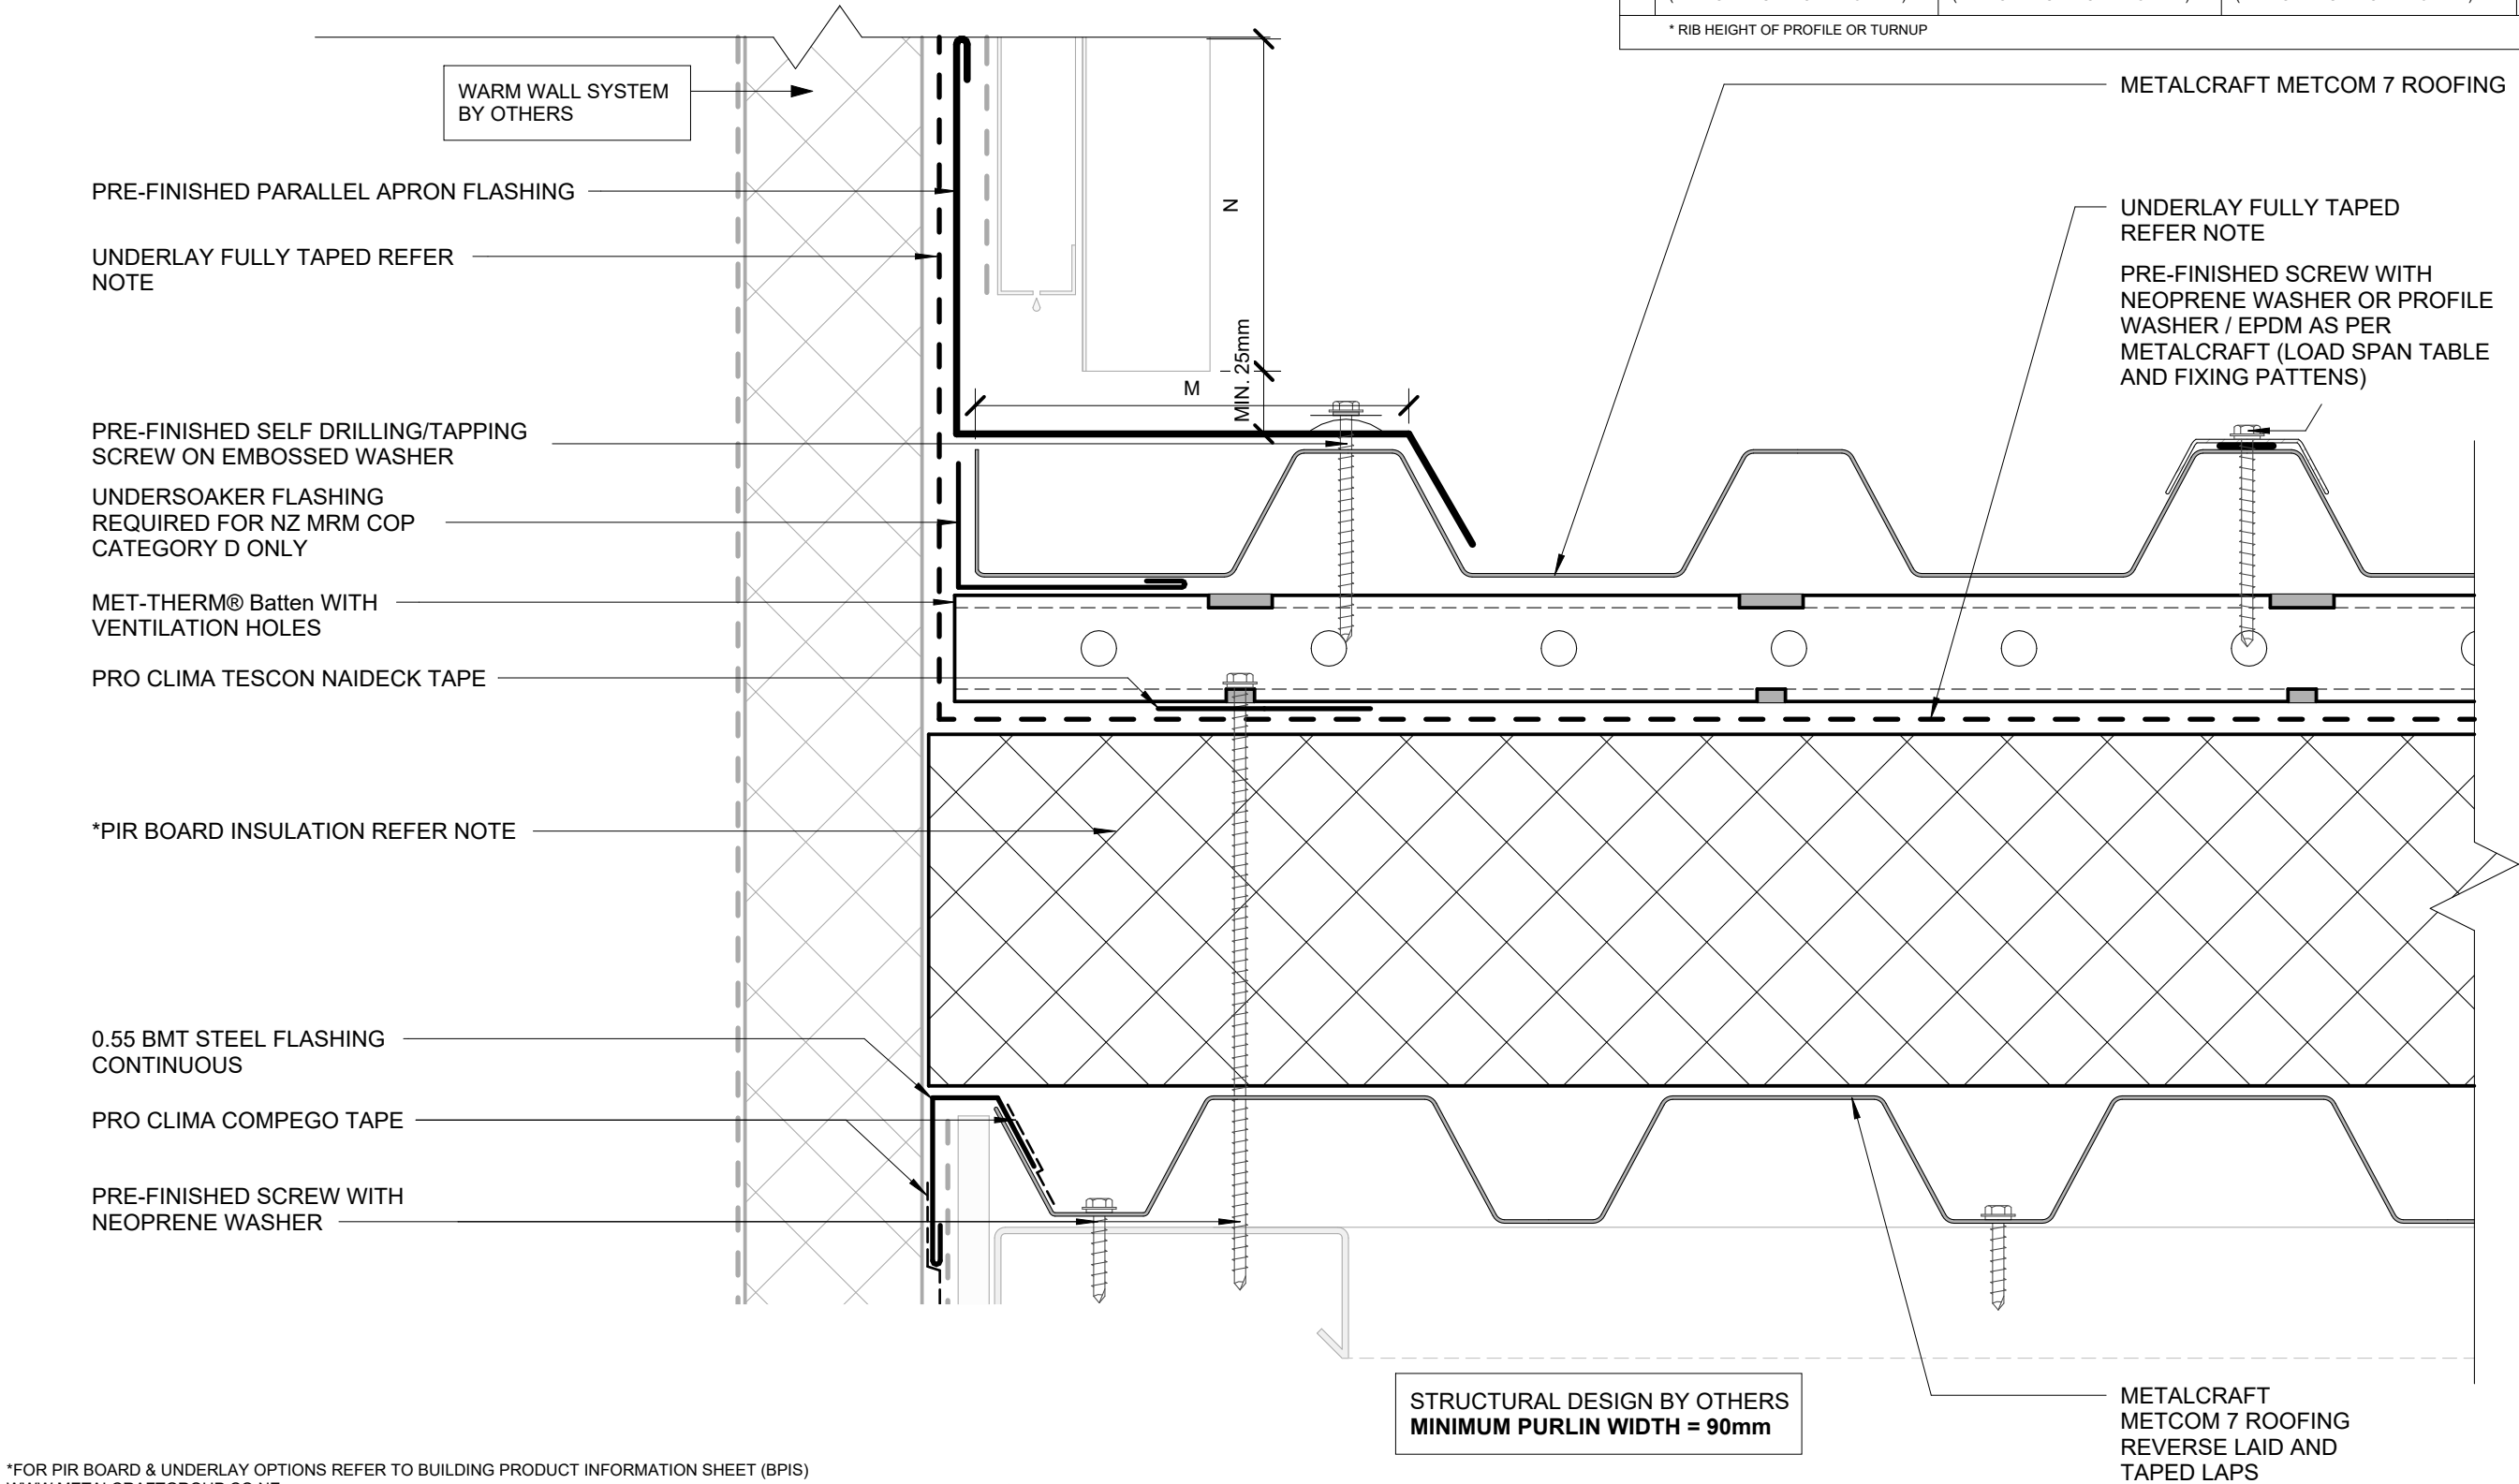 * RIB HEIGHT OF PROFILE OR TURNUP
WARM WALL SYSTEM
BY OTHERS
METALCRAFT METCOM 7 ROOFING
PRE-FINISHED PARALLEL APRON FLASHING
UNDERLAY FULLY TAPED REFER
NOTE
N
MIN. 25mm
M
UNDERLAY FULLY TAPED
REFER NOTE
PRE-FINISHED SCREW WITH
NEOPRENE WASHER OR PROFILE
WASHER / EPDM AS PER
METALCRAFT (LOAD SPAN TABLE
AND FIXING PATTENS)
PRE-FINISHED SELF DRILLING/TAPPING
SCREW ON EMBOSSED WASHER
UNDERSOAKER FLASHING
REQUIRED FOR NZ MRM COP
CATEGORY D ONLY
MET-THERM® Batten WITH
VENTILATION HOLES
PRO CLIMA TESCON NAIDECK TAPE
*PIR BOARD INSULATION REFER NOTE
0.55 BMT STEEL FLASHING
CONTINUOUS
PRO CLIMA COMPEGO TAPE
PRE-FINISHED SCREW WITH
NEOPRENE WASHER
STRUCTURAL DESIGN BY OTHERS
MINIMUM PURLIN WIDTH = 90mm
METALCRAFT
METCOM 7 ROOFING
REVERSE LAID AND
TAPED LAPS
*FOR PIR BOARD & UNDERLAY OPTIONS REFER TO BUILDING PRODUCT INFORMATION SHEET (BPIS)